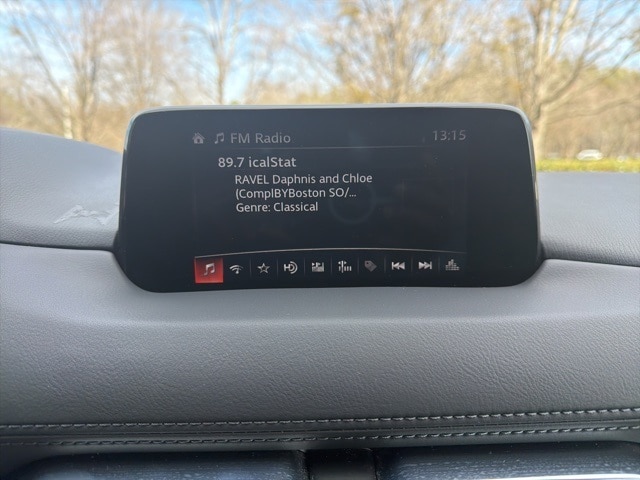 FM Radio 13:15
89.7 icalStat
RAVEL Daphnis and Chloe
(ComplBYBoston SO/...
Genre: Classical